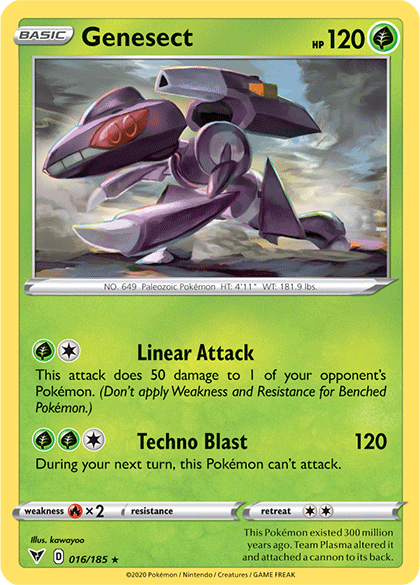 BASIC Genesect HP 120
NO. 649 Paleozoic Pokémon HT: 4'11" WT: 181.9 lbs.
Linear Attack
This attack does 50 damage to 1 of your opponent's
Pokémon. (Don't apply Weakness and Resistance for Benched
Pokémon.)
Techno Blast 120
During your next turn, this Pokémon can't attack.
weakness ×2 resistance retreat
Illus. kawayoo
D 016/185 ★
This Pokémon existed 300 million
years ago. Team Plasma altered it
and attached a cannon to its back.
©2020 Pokémon / Nintendo / Creatures / GAME FREAK